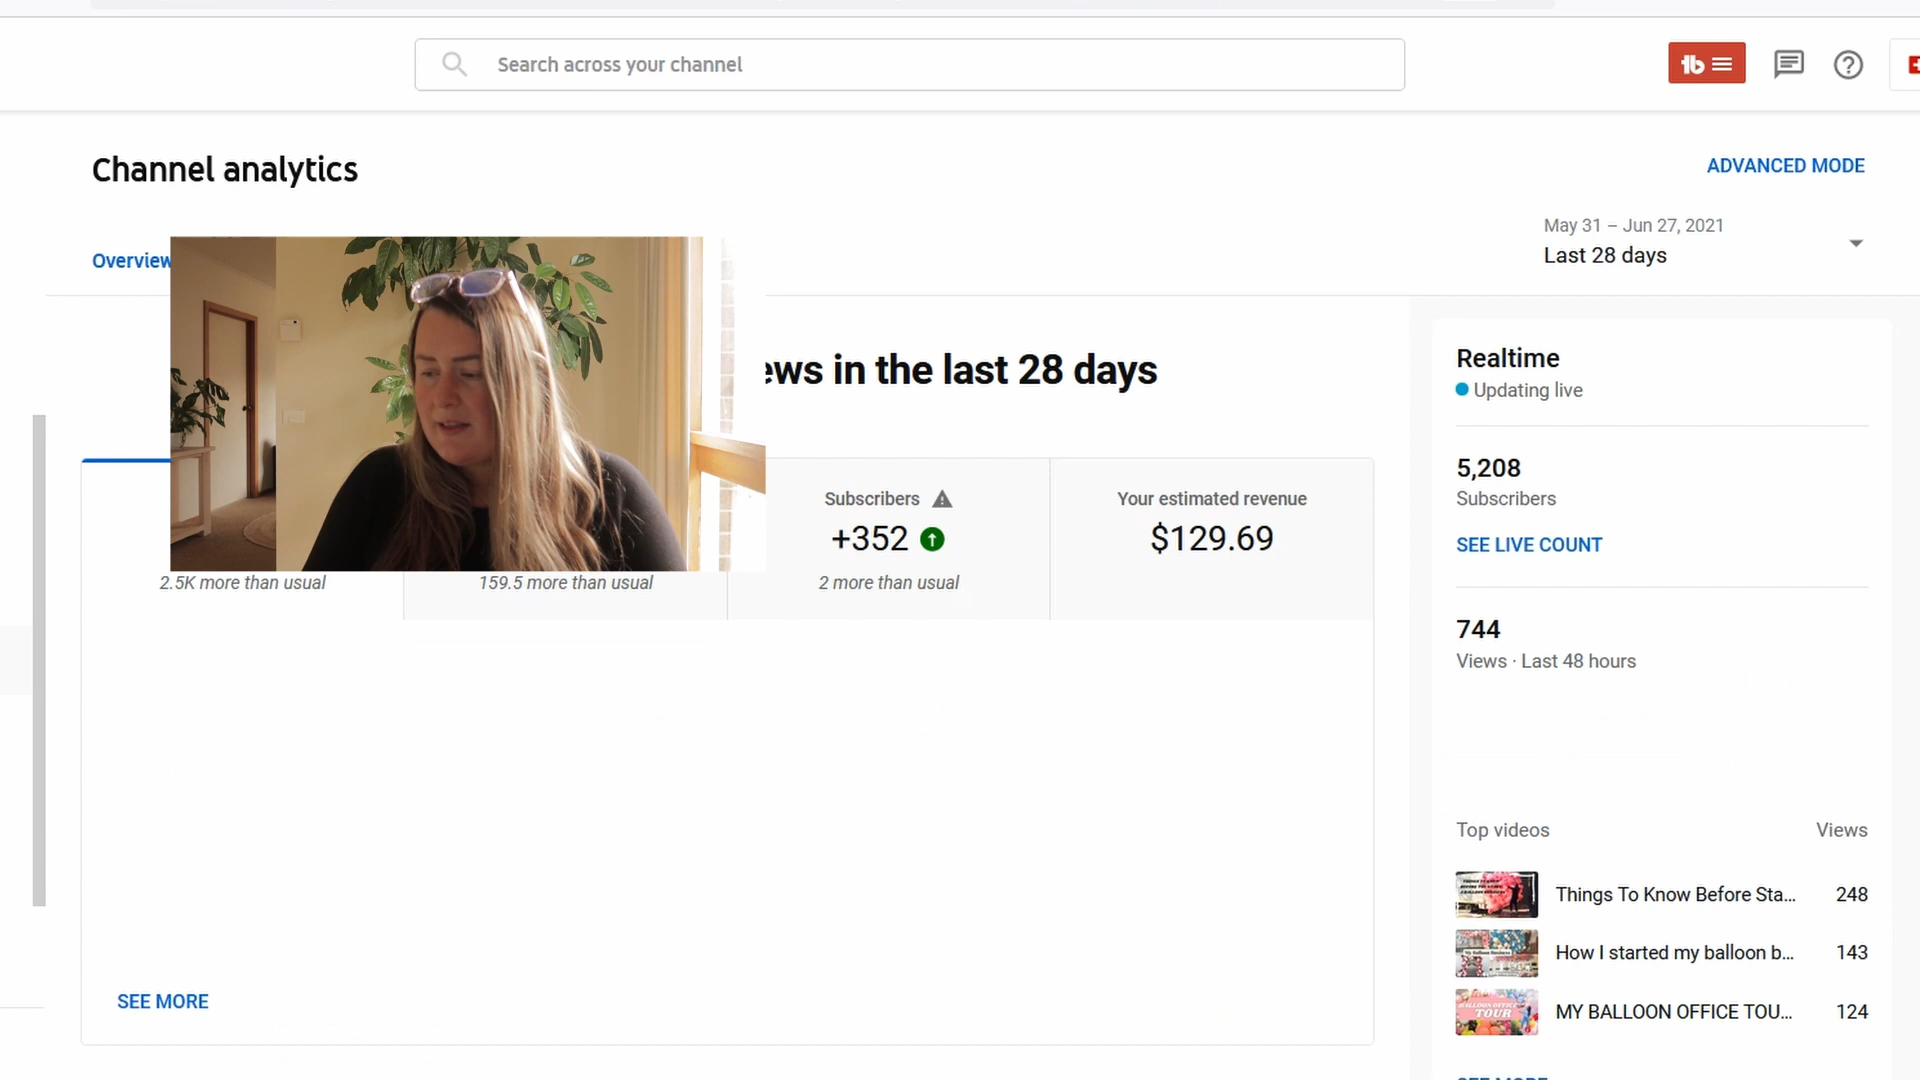 Search across your channel
Channel analytics
ADVANCED MODE
May 31 – Jun 27, 2021
Last 28 days
Overview
in the last 28 days
Realtime
Updating live
5,208
Subscribers
SEE LIVE COUNT
Subscribers
+352
2 more than usual
Your estimated revenue
$129.69
2.5K more than usual
159.5 more than usual
744
Views · Last 48 hours
Top videos Views
Things To Know Before Sta... 248
How I started my balloon b... 143
MY BALLOON OFFICE TOU... 124
SEE MORE